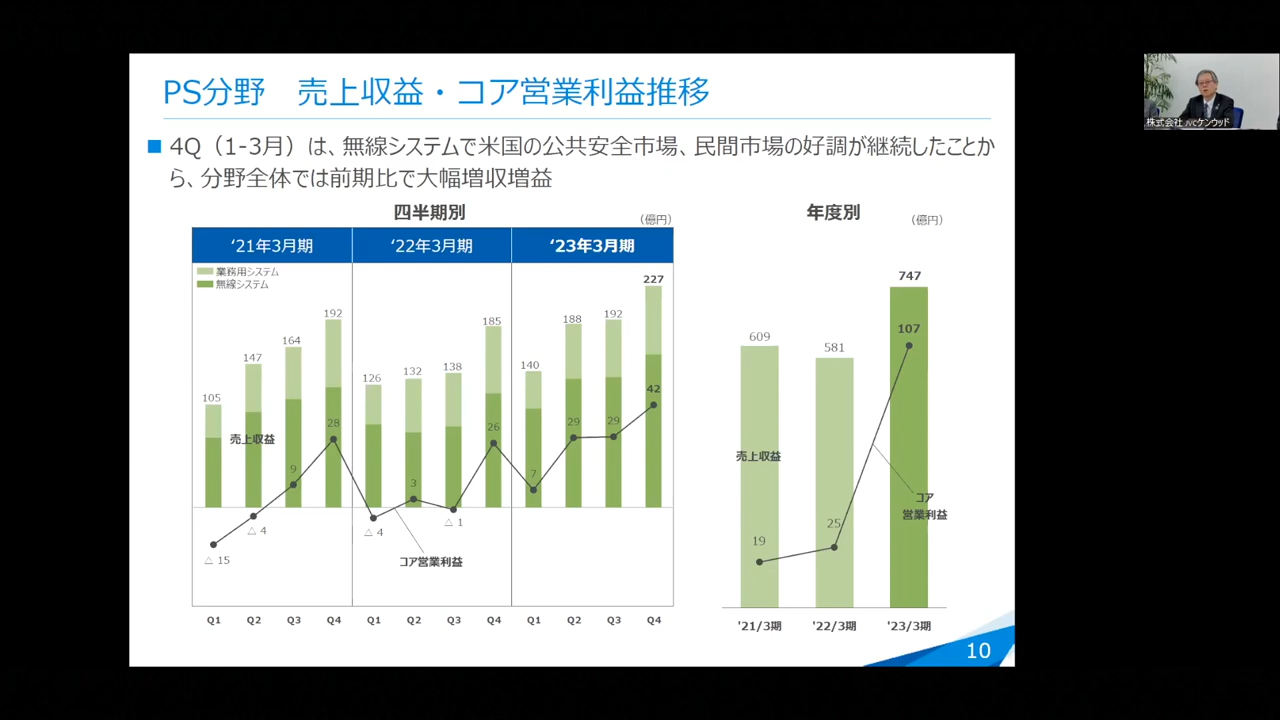 PS分野　売上収益・コア営業利益推移
株式会社 JVCケンウッド
■ 4Q（1-3月）は、無線システムで米国の公共安全市場、民間市場の好調が継続したことか
ら、分野全体では前期比で大幅増収増益
四半期別
（億円）
‘21年3月期 ‘22年3月期 ‘23年3月期
業務用システム
無線システム
105 147 164 192 126 132 138 185 140 188 192 227
売上収益
△ 15 △ 4 9 28 △ 4 3 △ 1 26 7 29 29 42
コア営業利益
Q1 Q2 Q3 Q4 Q1 Q2 Q3 Q4 Q1 Q2 Q3 Q4
年度別
（億円）
609 581 747
売上収益
19 25 107
コア
営業利益
'21/3期 '22/3期 '23/3期
10